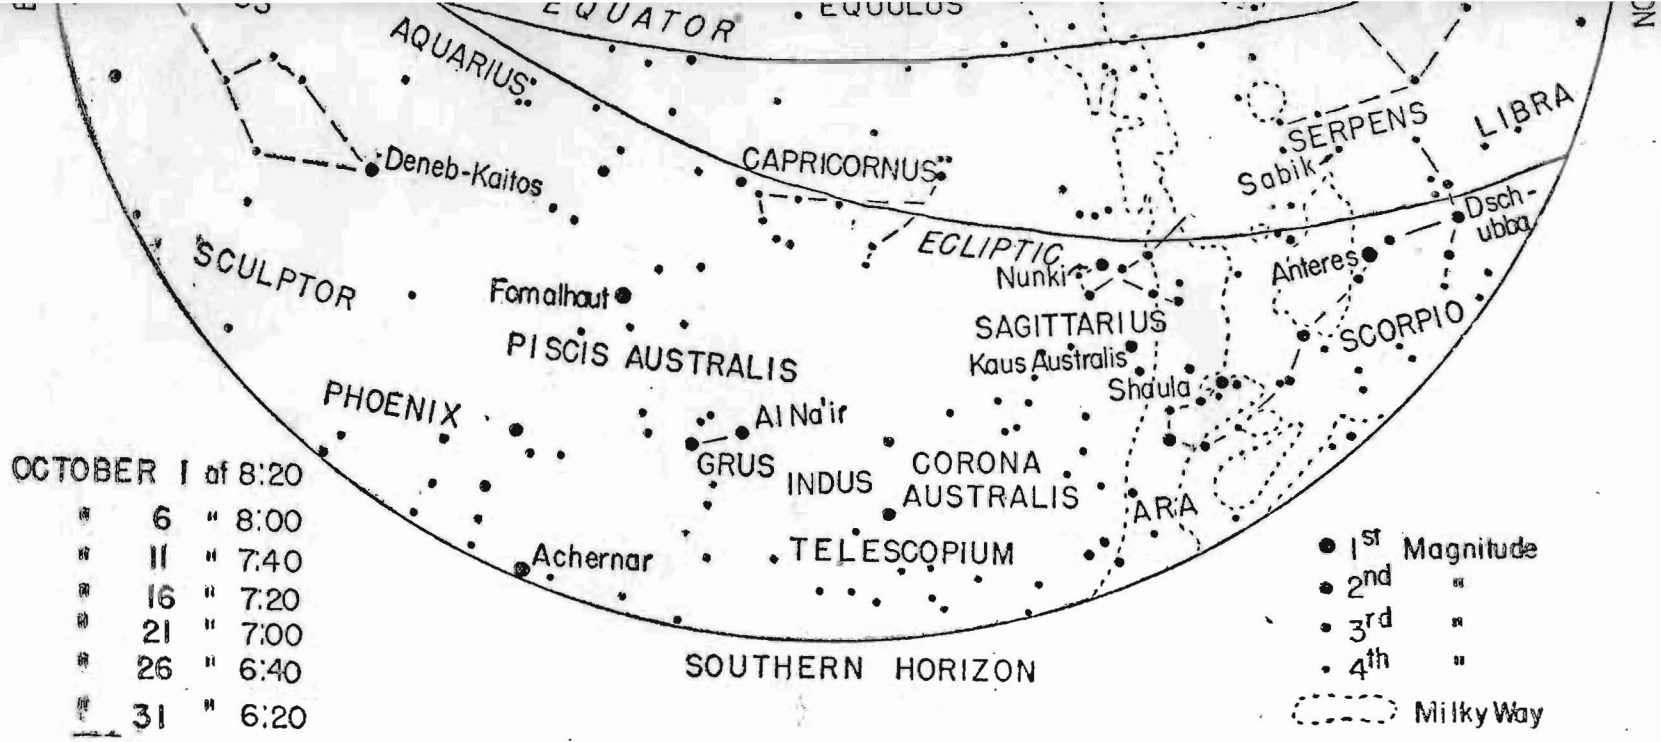 EQUATOR
EQUULUS
AQUARIUS
CAPRICORNUS
SERPENS
LIBRA
Deneb-Kaitos
Sabik
Dsch-
ubba
ECLIPTIC
SCULPTOR
Fomalhaut
Nunki
Anteres
PISCIS AUSTRALIS
SAGITTARIUS
SCORPIO
Kaus Australis
Shaula
PHOENIX
Al Na'ir
GRUS
INDUS
CORONA
AUSTRALIS
ARA
Achernar
TELESCOPIUM
SOUTHERN HORIZON
OCTOBER 1 at 8:20
" 6 " 8:00
" 11 " 7:40
" 16 " 7:20
" 21 " 7:00
" 26 " 6:40
" 31 " 6:20
1st Magnitude
2nd "
3rd "
4th "
Milky Way